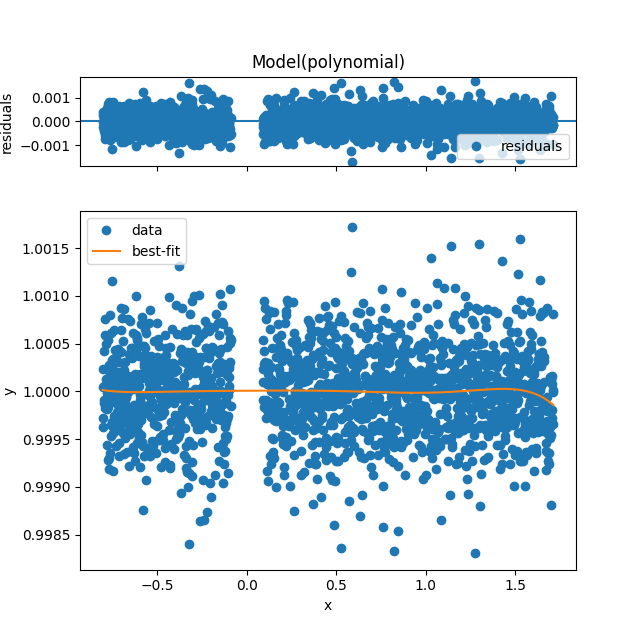 Model(polynomial)
residuals
0.001
0.000
−0.001
residuals
data
best-fit
y
1.0015
1.0010
1.0005
1.0000
0.9995
0.9990
0.9985
−0.5
0.0
0.5
1.0
1.5
x